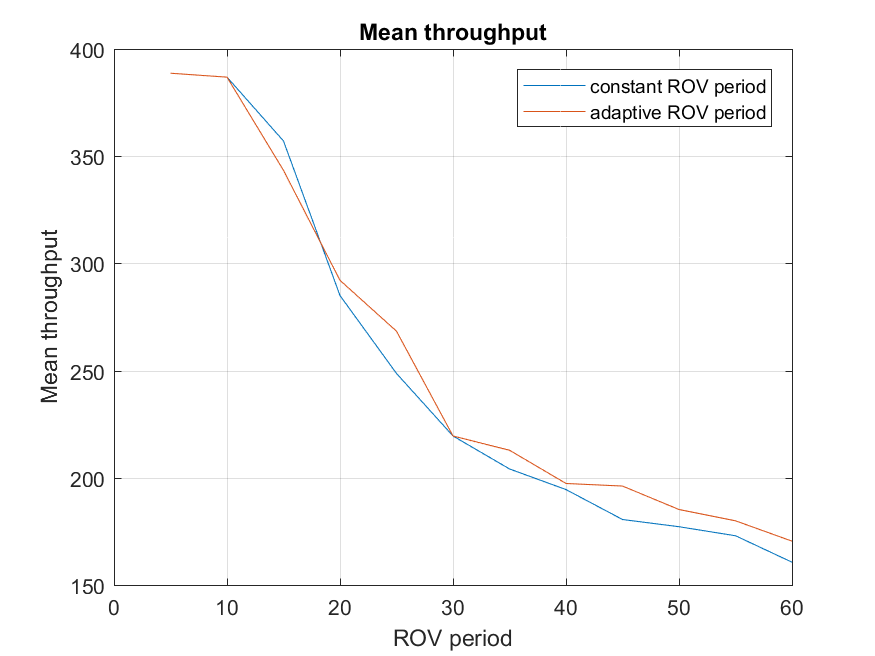 Mean throughput
400
350
300
250
200
150
Mean throughput
constant ROV period
adaptive ROV period
0 10 20 30 40 50 60
ROV period